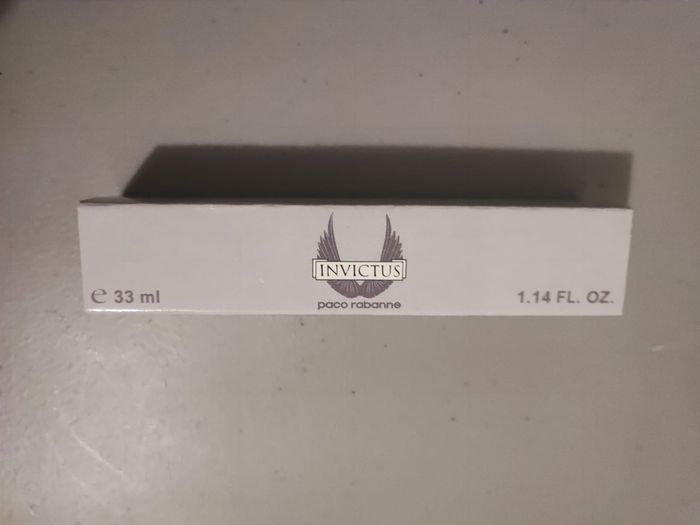 INVICTUS
paco rabanne
℮ 33 ml
1.14 FL. OZ.